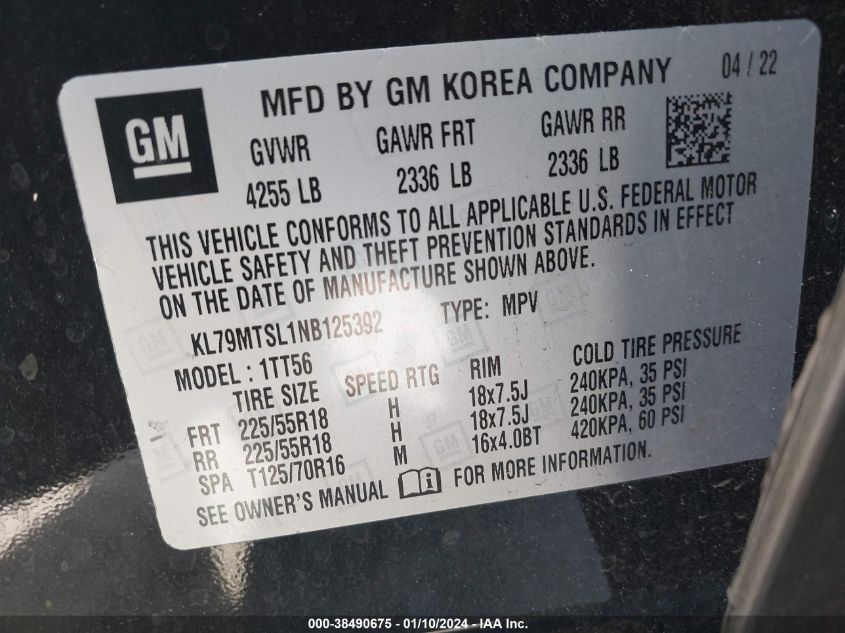 GM
MFD BY GM KOREA COMPANY 04 / 22
GVWR GAWR FRT GAWR RR
4255 LB 2336 LB 2336 LB
THIS VEHICLE CONFORMS TO ALL APPLICABLE U.S. FEDERAL MOTOR
VEHICLE SAFETY AND THEFT PREVENTION STANDARDS IN EFFECT
ON THE DATE OF MANUFACTURE SHOWN ABOVE.
KL79MTSL1NB125392 TYPE: MPV
MODEL : 1TT56
TIRE SIZE SPEED RTG RIM COLD TIRE PRESSURE
FRT 225/55R18 H 18x7.5J 240KPA, 35 PSI
RR 225/55R18 H 18x7.5J 240KPA, 35 PSI
SPA T125/70R16 M 16x4.0BT 420KPA, 60 PSI
SEE OWNER'S MANUAL FOR MORE INFORMATION.
000-38490675 - 01/10/2024 - IAA Inc.